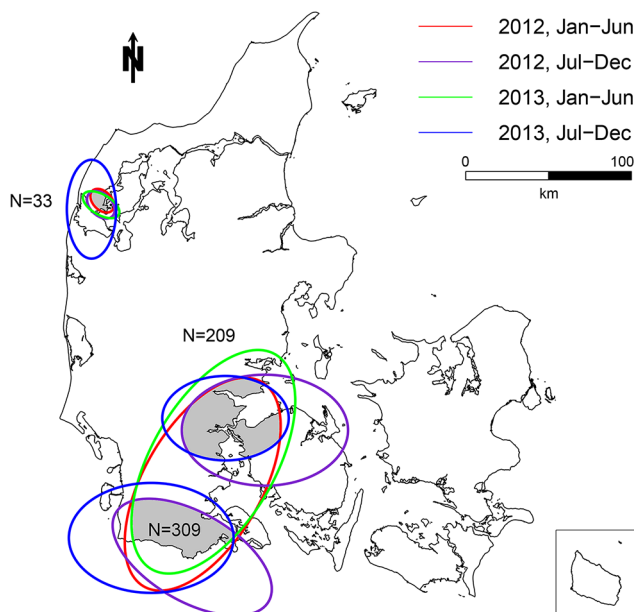 N
2012, Jan−Jun
2012, Jul−Dec
2013, Jan−Jun
2013, Jul−Dec
0 100
km
N=33
N=209
N=309